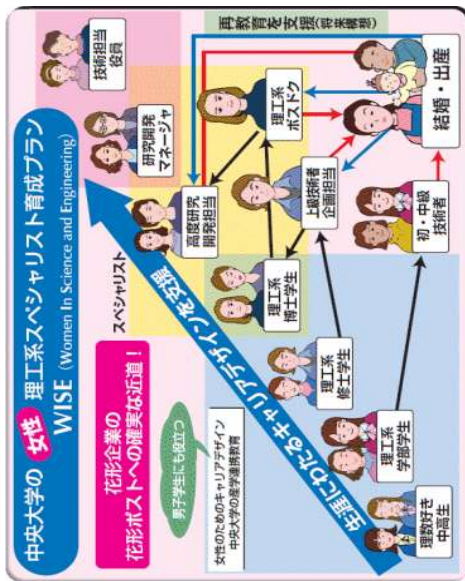 中央大学の 女性 理工系スペシャリスト育成プラン
WISE (Women In Science and Engineering)
花形企業の
花形ポストへの確実な近道！
男子学生にも役立つ
女性のためのキャリアデザイン
中央大学の産学連携教育
スペシャリスト
生涯にわたるキャリアデザインを支援
技術担当
役員
研究開発
マネージャ
高度研究
開発担当
理工系
ポスドク
再教育を支援(将来構想)
理工系
博士学生
上級技術者
企画担当
理工系
修士学生
初・中級
技術者
結婚・出産
理工系
学部学生
理数好き
中高生